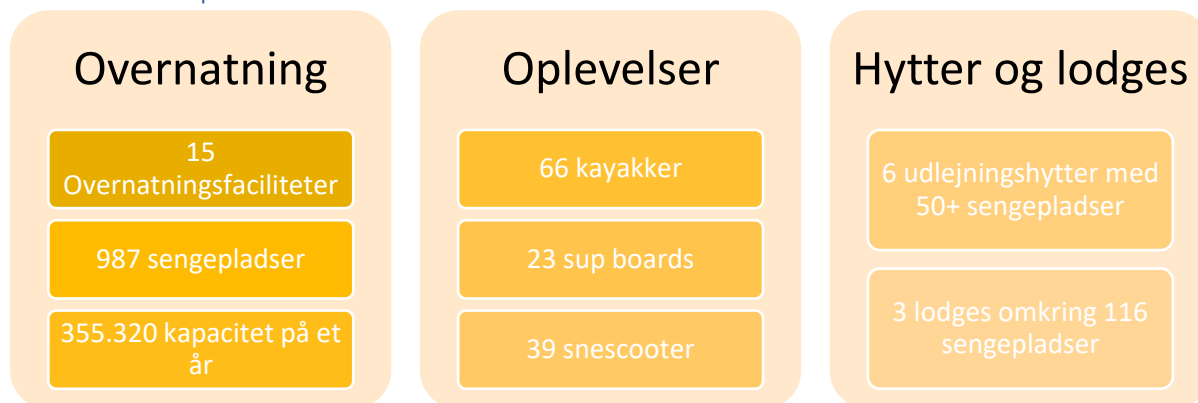 Overnatning
15
Overnatningsfaciliteter
987 sengepladser
355.320 kapacitet på et
år
Oplevelser
66 kayakker
23 sup boards
39 snescooter
Hytter og lodges
6 udlejningshytter med
50+ sengepladser
3 lodges omkring 116
sengepladser